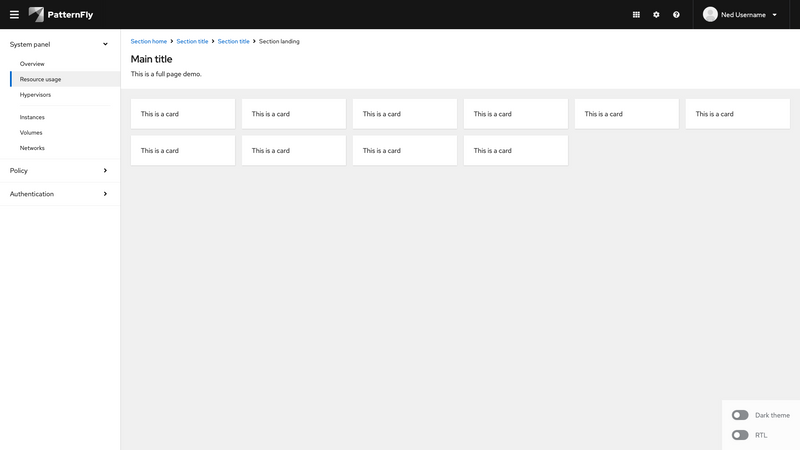 PatternFly
Ned Username
System panel
Overview
Resource usage
Hypervisors
Instances
Volumes
Networks
Policy
Authentication
Section home > Section title > Section title > Section landing
Main title
This is a full page demo.
This is a card This is a card This is a card This is a card This is a card This is a card
This is a card This is a card This is a card This is a card
Dark theme
RTL